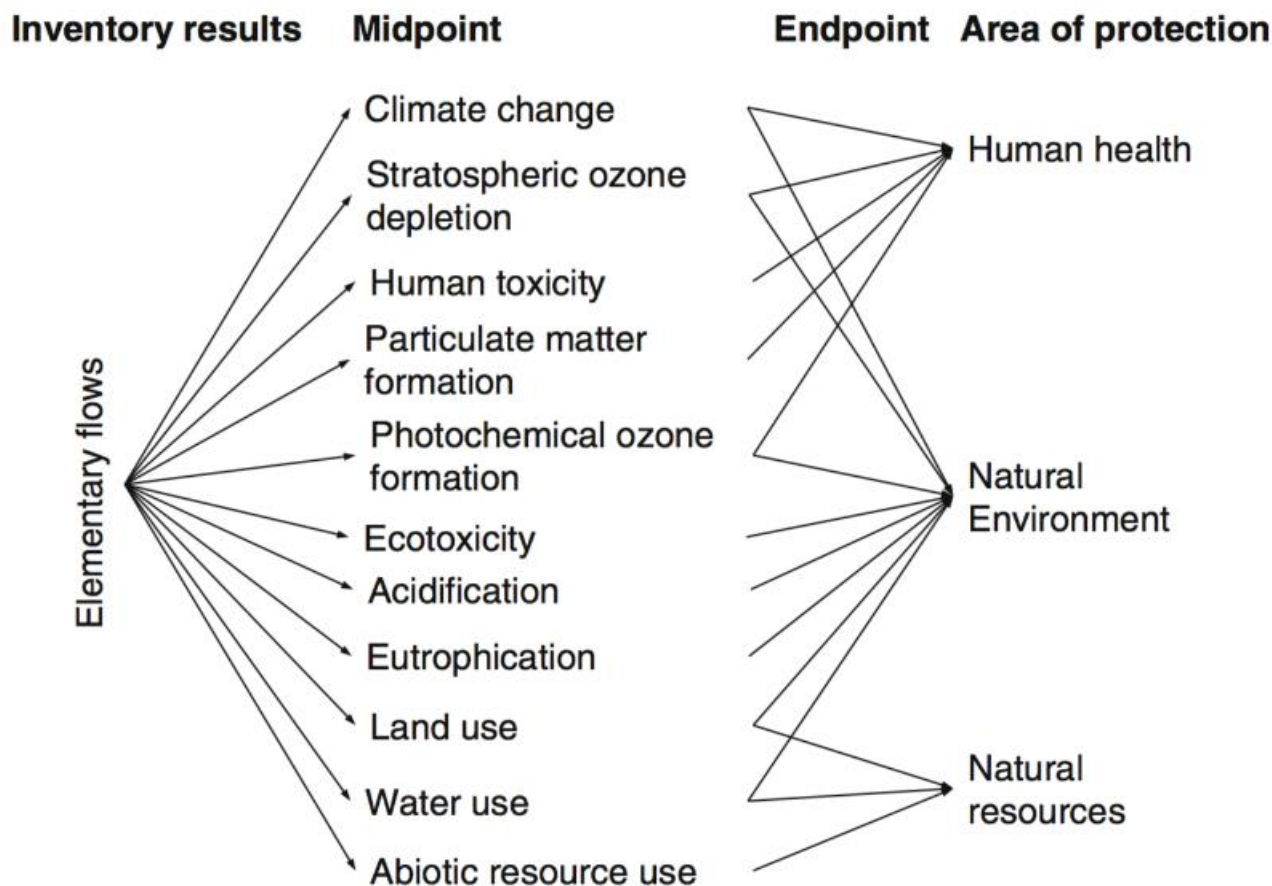 Inventory results Midpoint Endpoint Area of protection
Elementary flows
Climate change
Stratospheric ozone
depletion
Human toxicity
Particulate matter
formation
Photochemical ozone
formation
Ecotoxicity
Acidification
Eutrophication
Land use
Water use
Abiotic resource use
Human health
Natural
Environment
Natural
resources